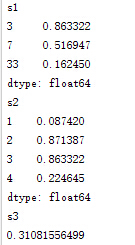 s1
3     0.863322
7     0.516947
33    0.162450
dtype: float64
s2
1    0.087420
2    0.871387
3    0.863322
4    0.224645
dtype: float64
s3
0.31081556499